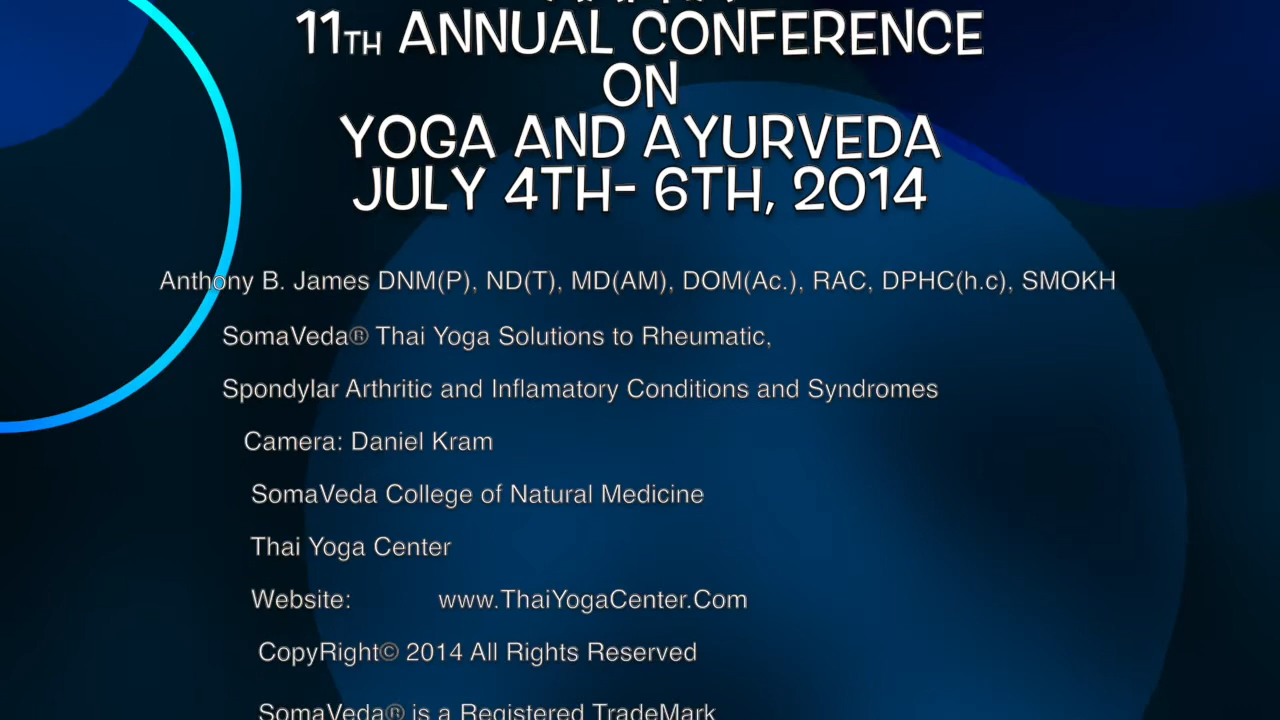 11TH ANNUAL CONFERENCE
ON
YOGA AND AYURVEDA
JULY 4TH- 6TH, 2014
Anthony B. James DNM(P), ND(T), MD(AM), DOM(Ac.), RAC, DPHC(h.c), SMOKH
SomaVeda® Thai Yoga Solutions to Rheumatic,
Spondylar Arthritic and Inflamatory Conditions and Syndromes
Camera: Daniel Kram
SomaVeda College of Natural Medicine
Thai Yoga Center
Website: www.ThaiYogaCenter.Com
CopyRight© 2014 All Rights Reserved
SomaVeda® is a Registered TradeMark